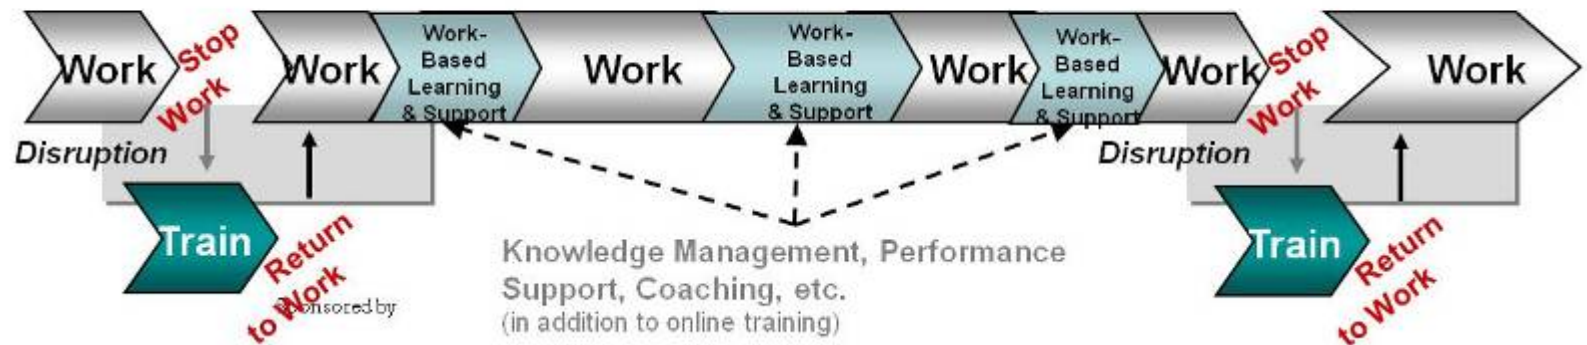 Work
Stop
Work
Work
Work-
Based
Learning
& Support
Work
Work-
Based
Learning
& Support
Work
Work-
Based
Learning
& Support
Work
Stop
Work
Work
Disruption
Disruption
Train
Return
to Work
Sponsored by
Knowledge Management, Performance
Support, Coaching, etc.
(in addition to online training)
Train
Return
to Work